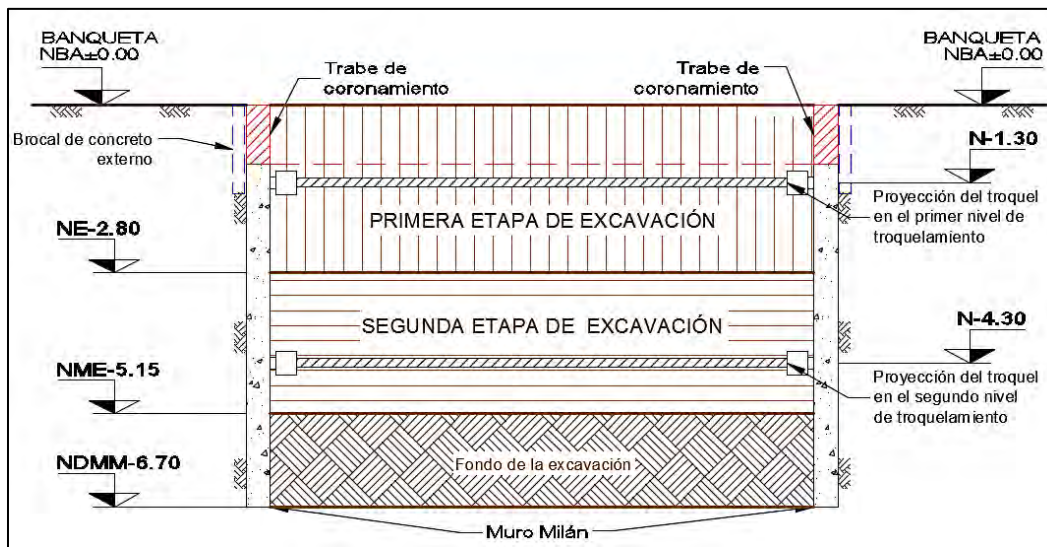 BANQUETA
NBA±0.00
BANQUETA
NBA±0.00
Trabe de
coronamiento
Trabe de
coronamiento
Brocal de concreto
externo
N-1.30
Proyección del troquel
en el primer nivel de
troquelamiento
PRIMERA ETAPA DE EXCAVACIÓN
NE-2.80
SEGUNDA ETAPA DE EXCAVACIÓN
N-4.30
NME-5.15
Proyección del troquel
en el segundo nivel
de troquelamiento
Fondo de la excavación
NDMM-6.70
Muro Milán